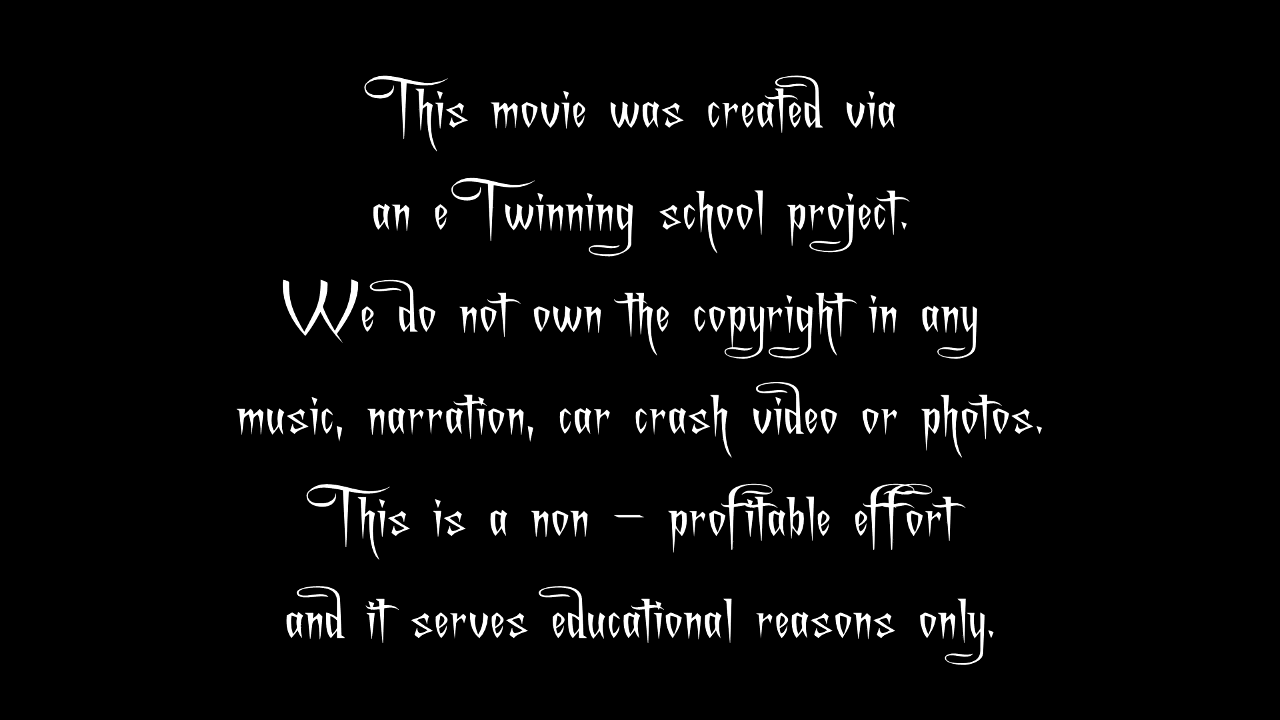 This movie was created via
an eTwinning school project.
We do not own the copyright in any
music, narration, car crash video or photos.
This is a non – profitable effort
and it serves educational reasons only.